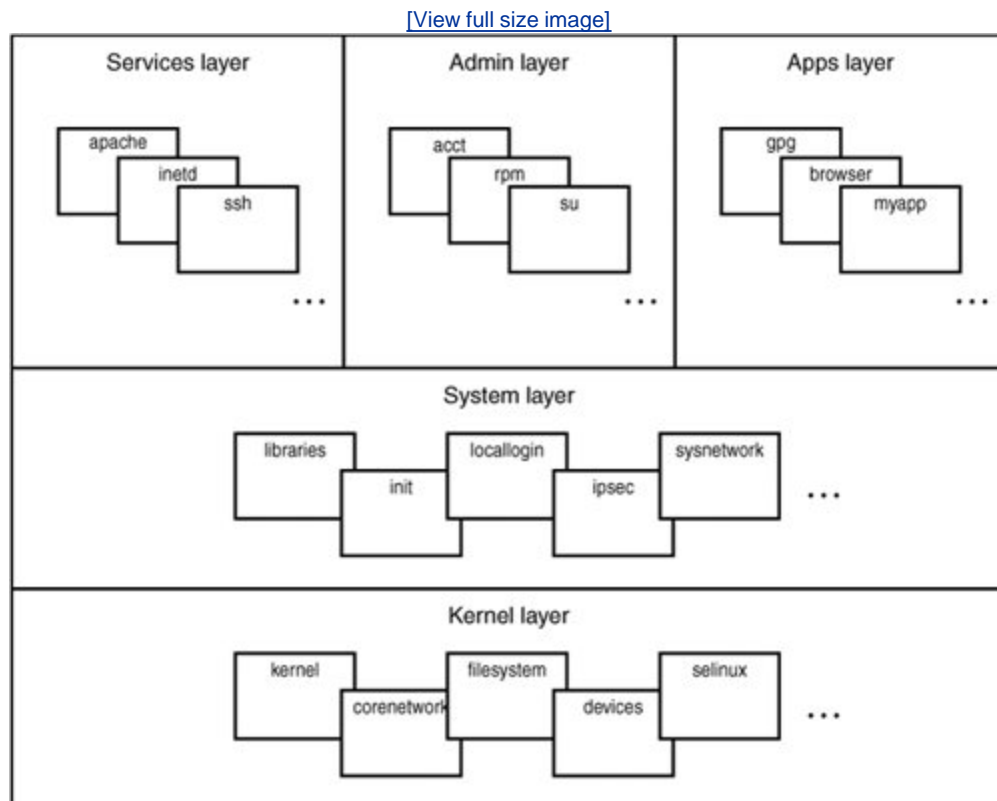 [View full size image]
Services layer
apache
inetd
ssh
...
Admin layer
acct
rpm
su
...
Apps layer
gpg
browser
myapp
...
System layer
libraries
init
locallogin
ipsec
sysnetwork
...
Kernel layer
kernel
corenetwork
filesystem
devices
selinux
...